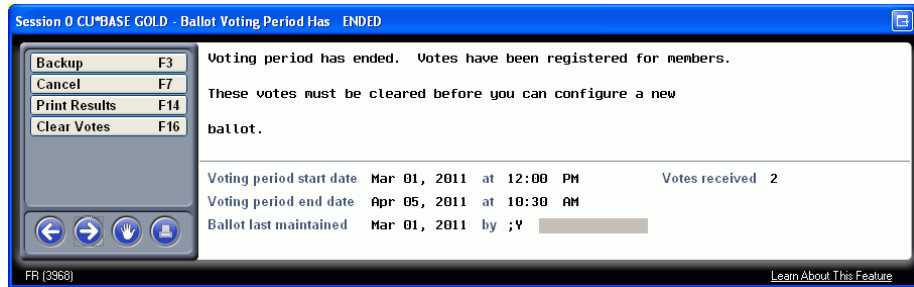 Session 0 CU*BASE GOLD - Ballot Voting Period Has ENDED
Backup F3
Cancel F7
Print Results F14
Clear Votes F16
Voting period has ended. Votes have been registered for members.
These votes must be cleared before you can configure a new
ballot.
Voting period start date Mar 01, 2011 at 12:00 PM Votes received 2
Voting period end date Apr 05, 2011 at 10:30 AM
Ballot last maintained Mar 01, 2011 by ;Y
FR (3968)
Learn About This Feature